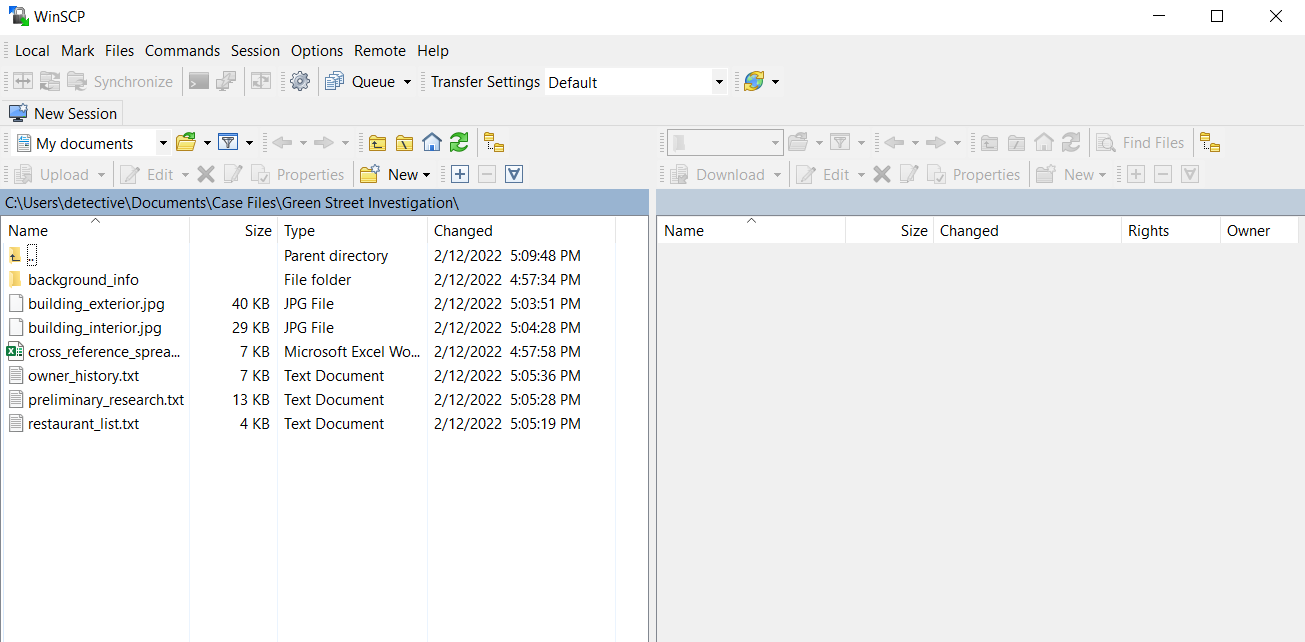 WinSCP
Local Mark Files Commands Session Options Remote Help
Synchronize Queue Transfer Settings Default
New Session
My documents Find Files
Upload Edit Properties New Download Edit Properties New
C:\Users\detective\Documents\Case Files\Green Street Investigation\
Name Size Type Changed Name Size Changed Rights Owner
.. Parent directory 2/12/2022 5:09:48 PM
background_info File folder 2/12/2022 4:57:34 PM
building_exterior.jpg 40 KB JPG File 2/12/2022 5:03:51 PM
building_interior.jpg 29 KB JPG File 2/12/2022 5:04:28 PM
cross_reference_sprea... 7 KB Microsoft Excel Wo... 2/12/2022 4:57:58 PM
owner_history.txt 7 KB Text Document 2/12/2022 5:05:36 PM
preliminary_research.txt 13 KB Text Document 2/12/2022 5:05:28 PM
restaurant_list.txt 4 KB Text Document 2/12/2022 5:05:19 PM